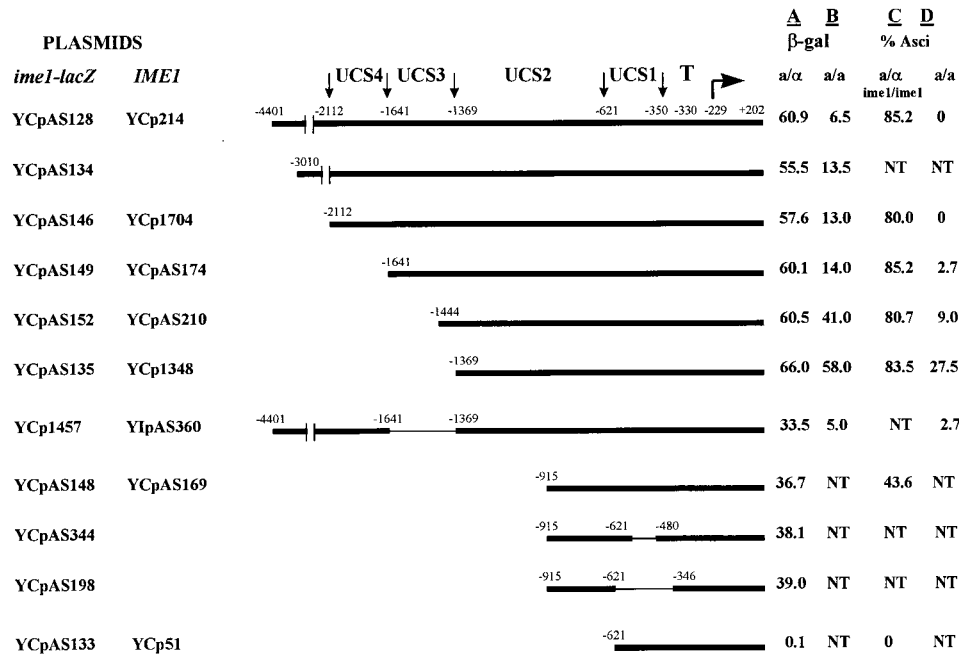 A B C D
PLASMIDS β-gal % Asci
ime1-lacZ IME1 UCS4 UCS3 UCS2 UCS1 T a/α a/a a/α a/a
ime1/ime1
-4401 -2112 -1641 -1369 -621 -350 -330 -229 +202
YCpAS128 YCp214 60.9 6.5 85.2 0
-3010
YCpAS134 55.5 13.5 NT NT
-2112
YCpAS146 YCp1704 57.6 13.0 80.0 0
-1641
YCpAS149 YCpAS174 60.1 14.0 85.2 2.7
-1444
YCpAS152 YCpAS210 60.5 41.0 80.7 9.0
-1369
YCpAS135 YCp1348 66.0 58.0 83.5 27.5
-4401 -1641 -1369
YCp1457 YIpAS360 33.5 5.0 NT 2.7
-915
YCpAS148 YCpAS169 36.7 NT 43.6 NT
-915 -621 -480
YCpAS344 38.1 NT NT NT
-915 -621 -346
YCpAS198 39.0 NT NT NT
-621
YCpAS133 YCp51 0.1 NT 0 NT